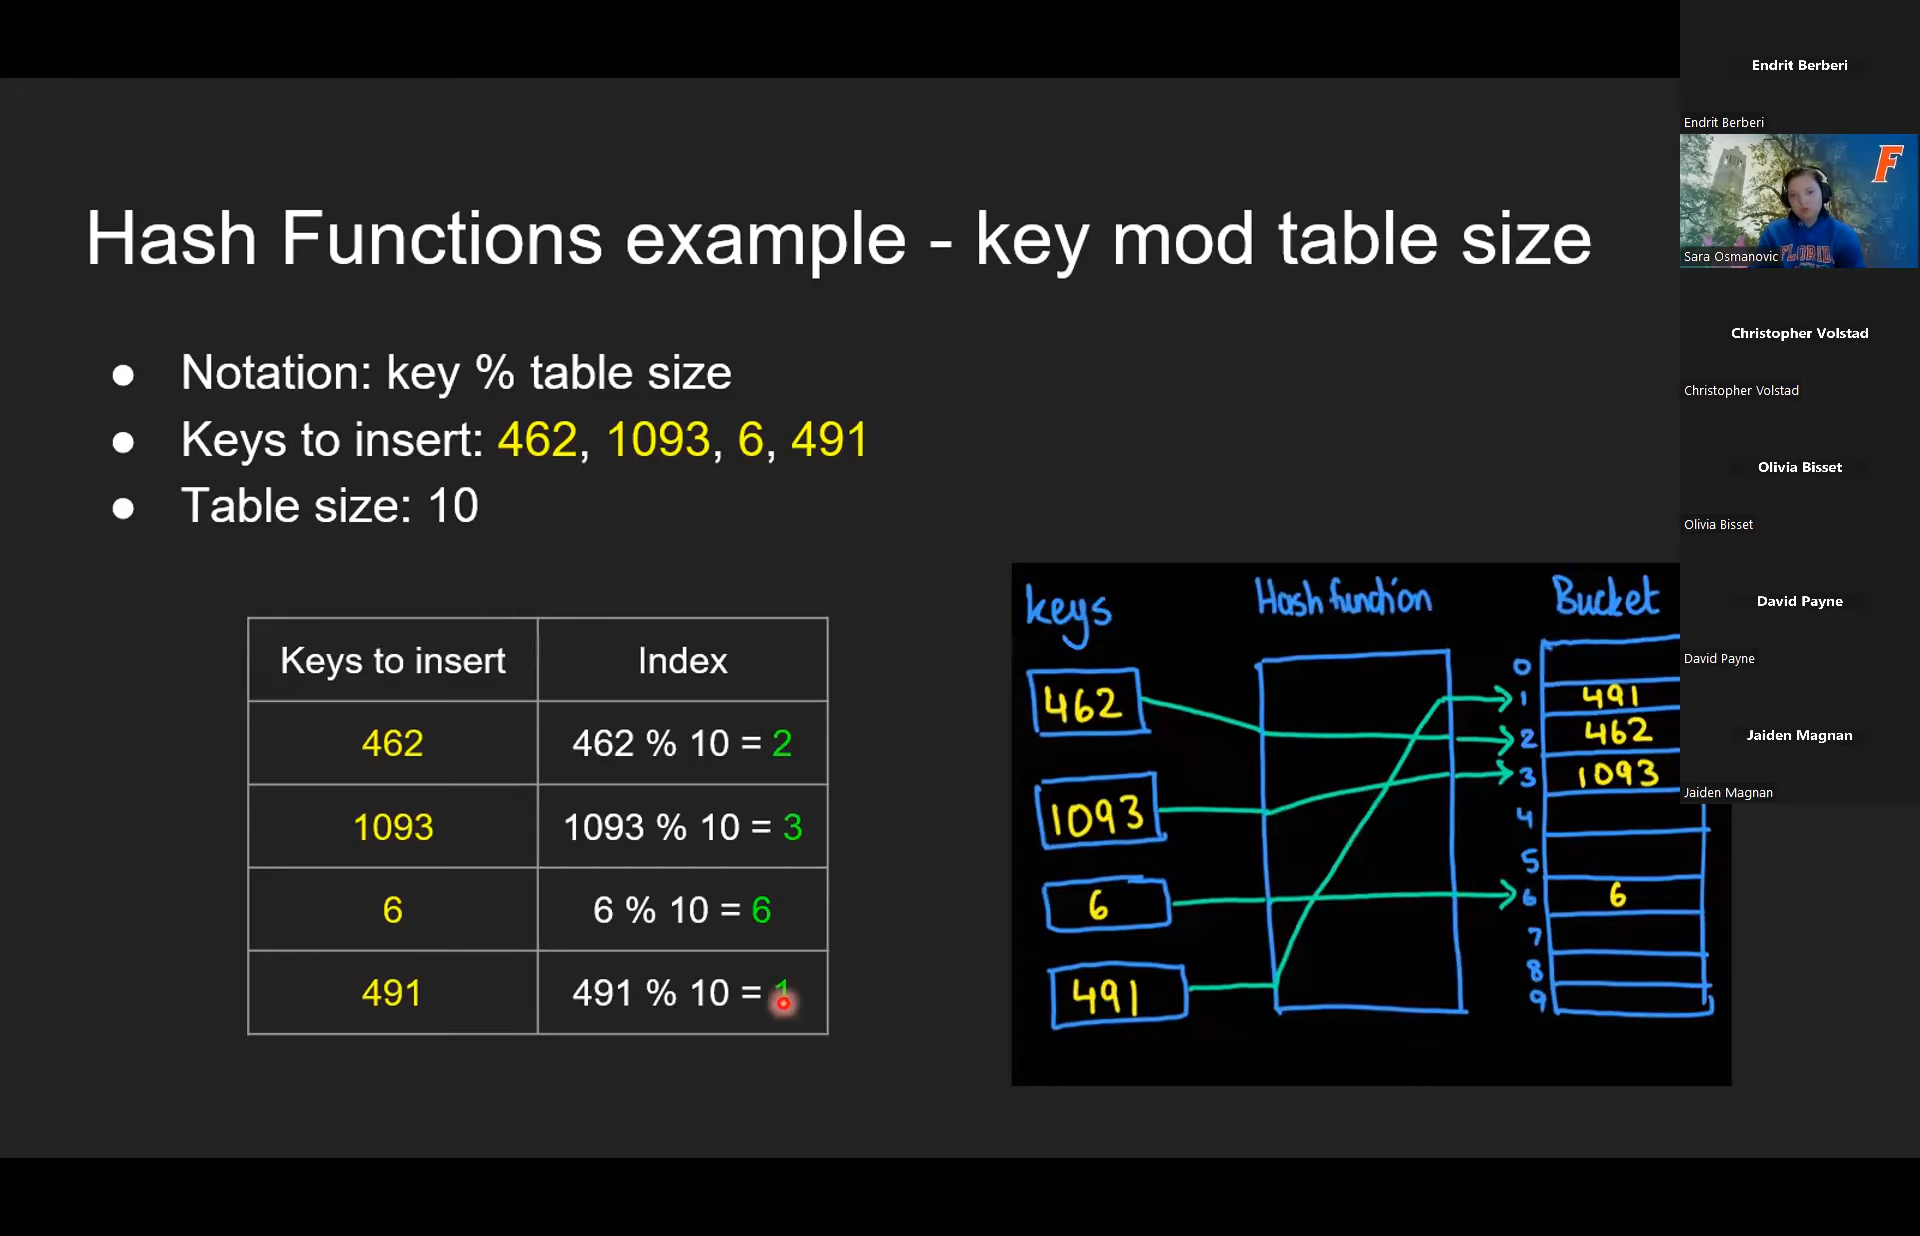 Hash Functions example - key mod table size
● Notation: key % table size
● Keys to insert: 462, 1093, 6, 491
● Table size: 10
Keys to insert Index
462 462 % 10 = 2
1093 1093 % 10 = 3
6 6 % 10 = 6
491 491 % 10 = 1
keys Hash function Bucket
462
1093
6
491
0
1 491
2 462
3 1093
4
5
6 6
7
8
9
Endrit Berberi
Endrit Berberi
F
FLORID
Sara Osmanovic
Christopher Volstad
Christopher Volstad
Olivia Bisset
Olivia Bisset
David Payne
David Payne
Jaiden Magnan
Jaiden Magnan